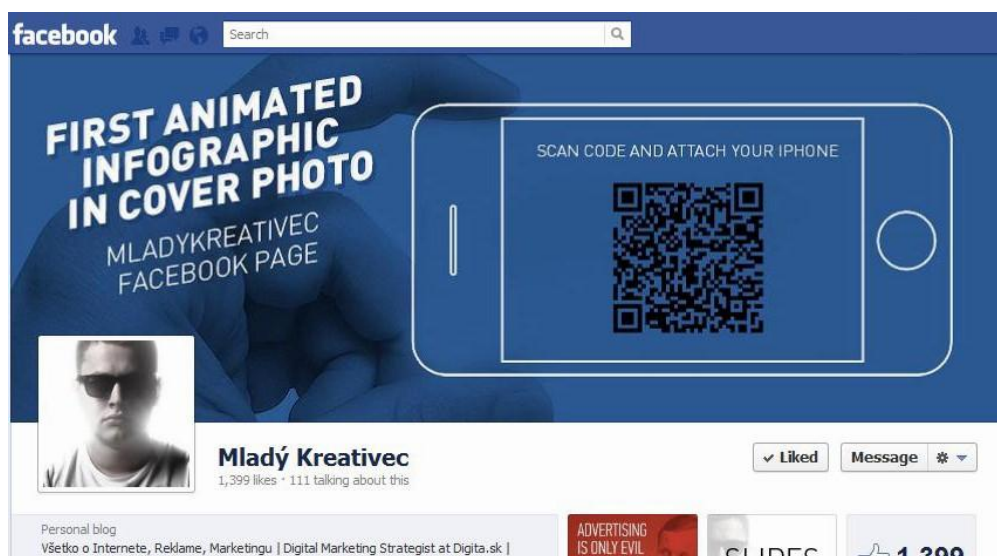 facebook
Search
FIRST ANIMATED
INFOGRAPHIC
IN COVER PHOTO
MLADYKREATIVEC
FACEBOOK PAGE
SCAN CODE AND ATTACH YOUR IPHONE
Mladý Kreativec
1,399 likes · 111 talking about this
Liked
Message
Personal blog
Všetko o Internete, Reklame, Marketingu | Digital Marketing Strategist at Digita.sk |
ADVERTISING
IS ONLY EVIL
SLIDES
1,399